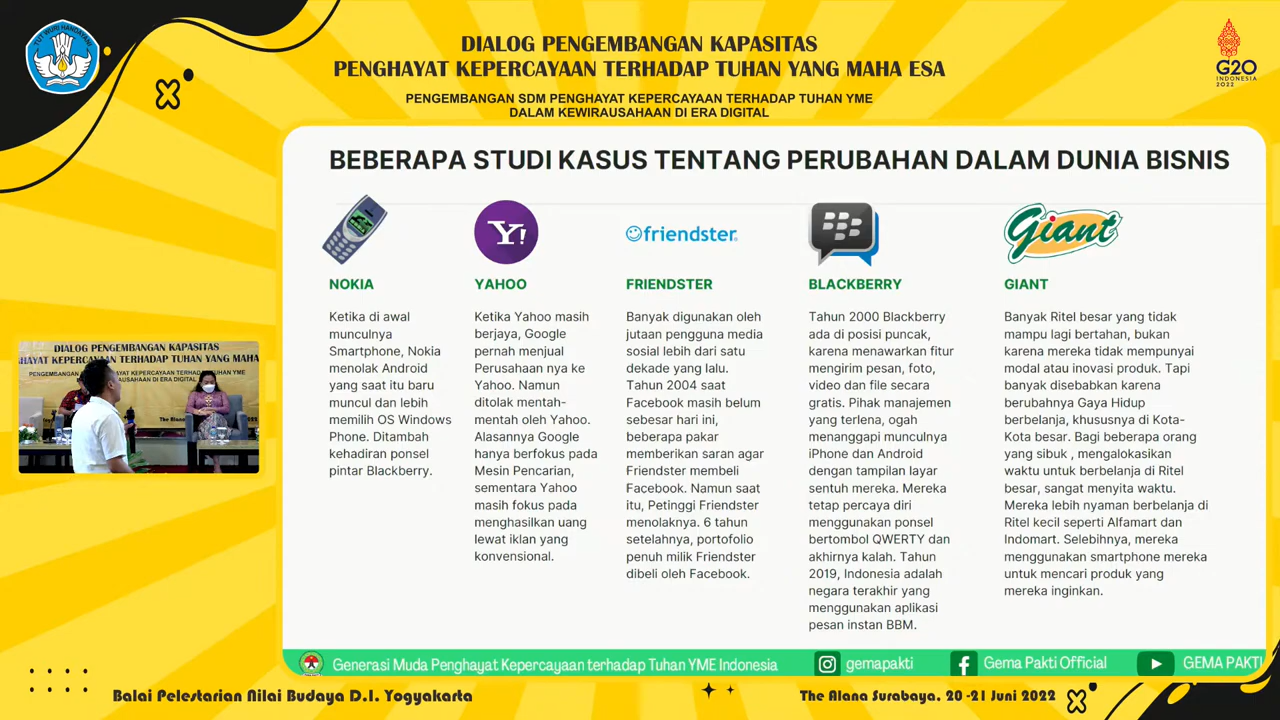 TUT WURI HANDAYANI
DIALOG PENGEMBANGAN KAPASITAS
PENGHAYAT KEPERCAYAAN TERHADAP TUHAN YANG MAHA ESA
PENGEMBANGAN SDM PENGHAYAT KEPERCAYAAN TERHADAP TUHAN YME
DALAM KEWIRAUSAHAAN DI ERA DIGITAL
G20
INDONESIA
2022
BEBERAPA STUDI KASUS TENTANG PERUBAHAN DALAM DUNIA BISNIS
Y!
friendster
Giant
NOKIA
Ketika di awal
munculnya
Smartphone, Nokia
menolak Android
yang saat itu baru
muncul dan lebih
memilih OS Windows
Phone. Ditambah
kehadiran ponsel
pintar Blackberry.
YAHOO
Ketika Yahoo masih
berjaya, Google
pernah menjual
Perusahaan nya ke
Yahoo. Namun
ditolak mentah-
mentah oleh Yahoo.
Alasannya Google
hanya berfokus pada
Mesin Pencarian,
sementara Yahoo
masih fokus pada
menghasilkan uang
lewat iklan yang
konvensional.
FRIENDSTER
Banyak digunakan oleh
jutaan pengguna media
sosial lebih dari satu
dekade yang lalu.
Tahun 2004 saat
Facebook masih belum
sebesar hari ini,
beberapa pakar
memberikan saran agar
Friendster membeli
Facebook. Namun saat
itu, Petinggi Friendster
menolaknya. 6 tahun
setelahnya, portofolio
penuh milik Friendster
dibeli oleh Facebook.
BLACKBERRY
Tahun 2000 Blackberry
ada di posisi puncak,
karena menawarkan fitur
mengirim pesan, foto,
video dan file secara
gratis. Pihak manajemen
yang terlena, ogah
menanggapi munculnya
iPhone dan Android
dengan tampilan layar
sentuh mereka. Mereka
tetap percaya diri
menggunakan ponsel
bertombol QWERTY dan
akhirnya kalah. Tahun
2019, Indonesia adalah
negara terakhir yang
menggunakan aplikasi
pesan instan BBM.
GIANT
Banyak Ritel besar yang tidak
mampu lagi bertahan, bukan
karena mereka tidak mempunyai
modal atau inovasi produk. Tapi
banyak disebabkan karena
berubahnya Gaya Hidup
berbelanja, khususnya di Kota-
Kota besar. Bagi beberapa orang
yang sibuk , mengalokasikan
waktu untuk berbelanja di Ritel
besar, sangat menyita waktu.
Mereka lebih nyaman berbelanja di
Ritel kecil seperti Alfamart dan
Indomart. Selebihnya, mereka
menggunakan smartphone mereka
untuk mencari produk yang
mereka inginkan.
DIALOG PENGEMBANGAN KAPASITAS
HAYAT KEPERCAYAAN TERHADAP TUHAN YANG MAHA
Generasi Muda Penghayat Kepercayaan terhadap Tuhan YME Indonesia
gemapakti
Gema Pakti Official
GEMA PAKTI
Balai Pelestarian Nilai Budaya D.I. Yogyakarta
The Alana Surabaya, 20 -21 Juni 2022